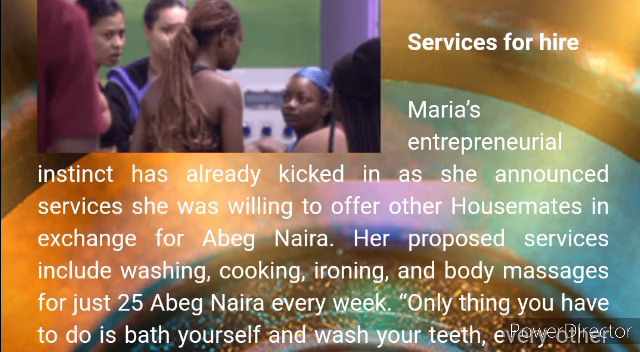 Services for hire
Maria’s
entrepreneurial
instinct has already kicked in as she announced
services she was willing to offer other Housemates in
exchange for Abeg Naira. Her proposed services
include washing, cooking, ironing, and body massages
for just 25 Abeg Naira every week. “Only thing you have
to do is bath yourself and wash your teeth, every other
PowerDirector